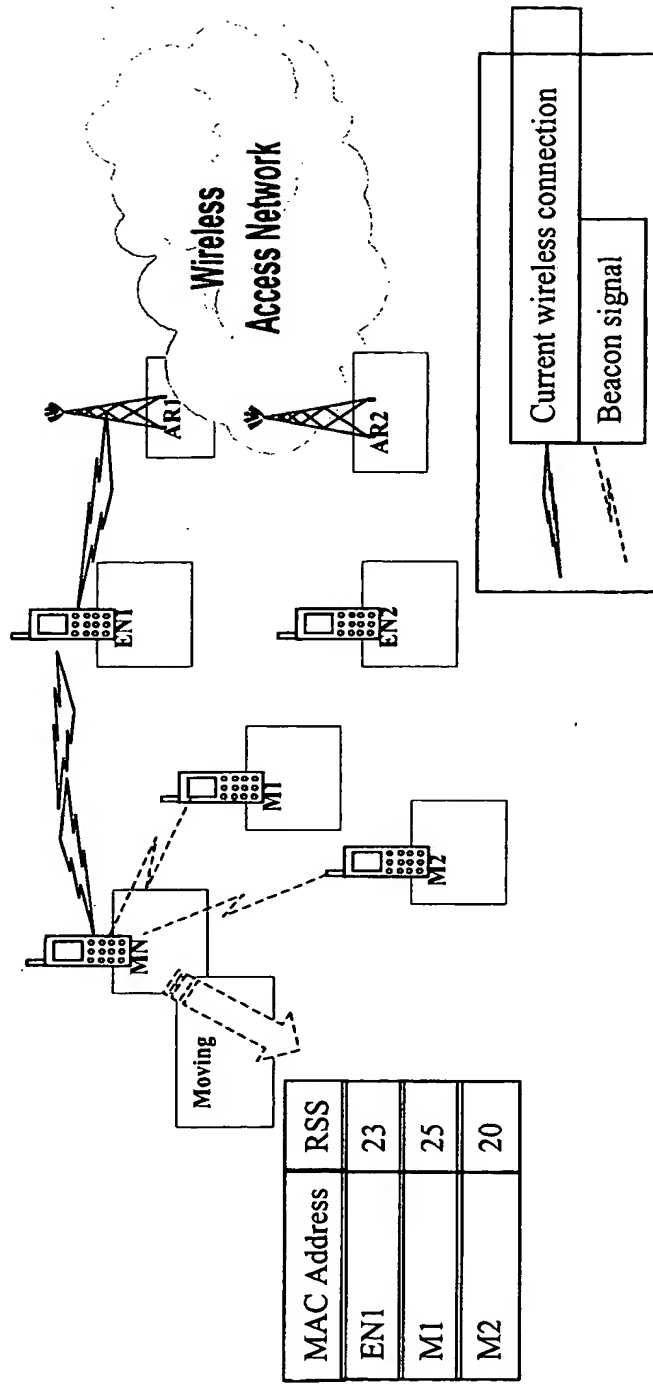 Wireless
Access Network
AR1
AR2
EN1
EN2
M1
M2
MN
Moving
MAC Address RSS
EN1 23
M1 25
M2 20
Current wireless connection
Beacon signal